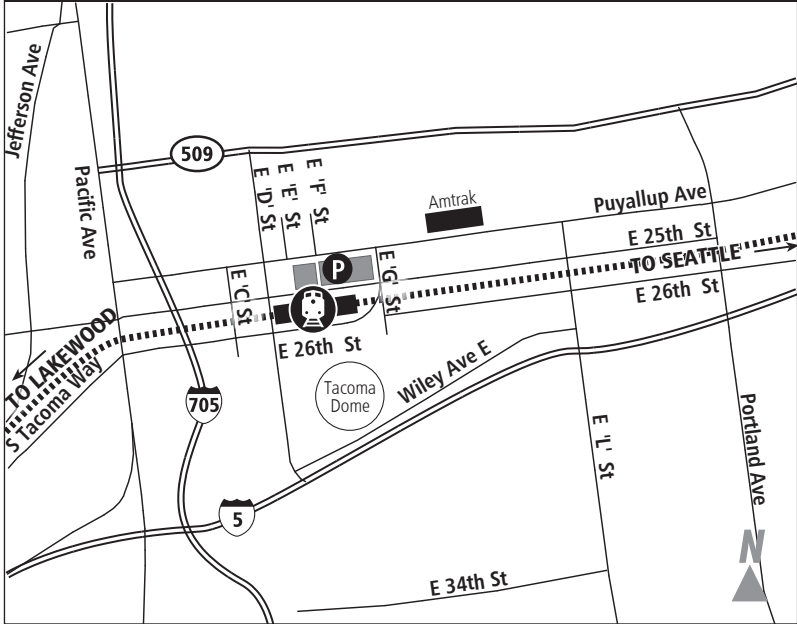 Jefferson Ave
Pacific Ave
509
E 'D' St
E 'E' St
E 'F' St
Amtrak
Puyallup Ave
E 25th St
TO SEATTLE
E 26th St
P
E 'G' St
E 'C' St
E 26th St
TO LAKEWOOD
S Tacoma Way
705
Tacoma
Dome
Wiley Ave E
E 'L' St
Portland Ave
5
N
E 34th St